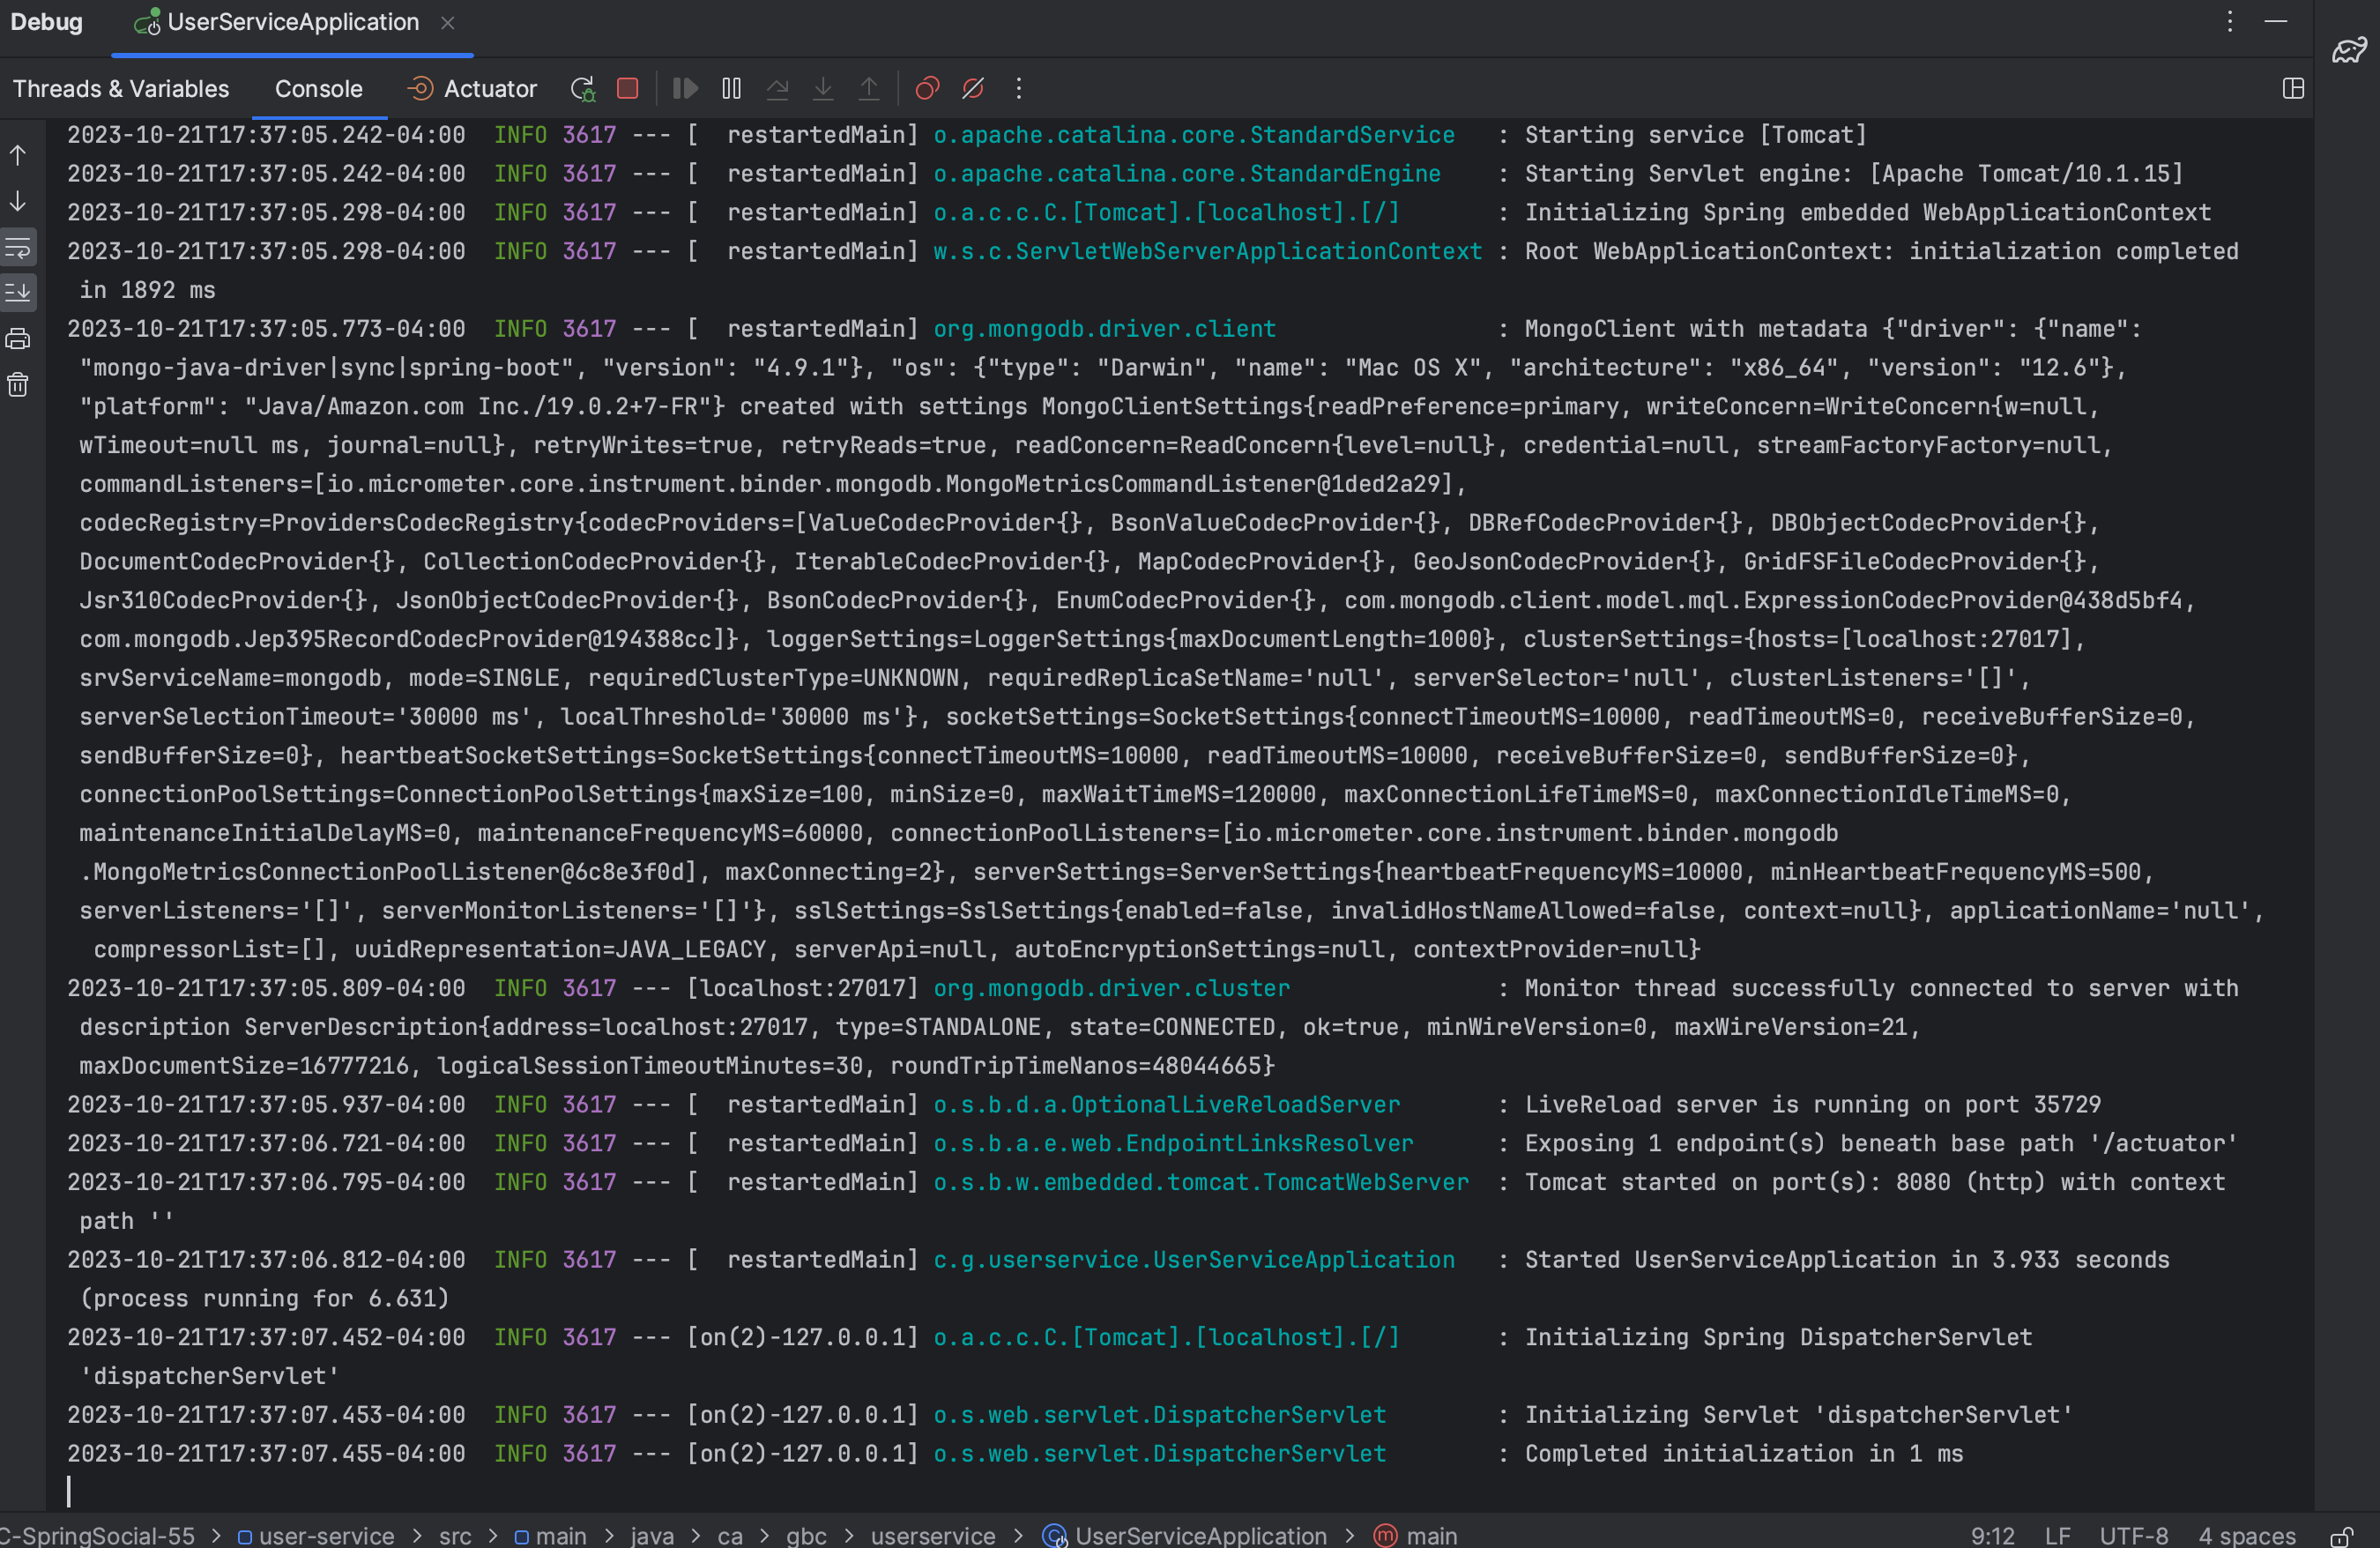 Debug UserServiceApplication
Threads & Variables Console Actuator
2023-10-21T17:37:05.242-04:00  INFO 3617 --- [  restartedMain] o.apache.catalina.core.StandardService   : Starting service [Tomcat]
2023-10-21T17:37:05.242-04:00  INFO 3617 --- [  restartedMain] o.apache.catalina.core.StandardEngine    : Starting Servlet engine: [Apache Tomcat/10.1.15]
2023-10-21T17:37:05.298-04:00  INFO 3617 --- [  restartedMain] o.a.c.c.C.[Tomcat].[localhost].[/]       : Initializing Spring embedded WebApplicationContext
2023-10-21T17:37:05.298-04:00  INFO 3617 --- [  restartedMain] w.s.c.ServletWebServerApplicationContext : Root WebApplicationContext: initialization completed
in 1892 ms
2023-10-21T17:37:05.773-04:00  INFO 3617 --- [  restartedMain] org.mongodb.driver.client                : MongoClient with metadata {"driver": {"name":
"mongo-java-driver|sync|spring-boot", "version": "4.9.1"}, "os": {"type": "Darwin", "name": "Mac OS X", "architecture": "x86_64", "version": "12.6"},
"platform": "Java/Amazon.com Inc./19.0.2+7-FR"} created with settings MongoClientSettings{readPreference=primary, writeConcern=WriteConcern{w=null,
wTimeout=null ms, journal=null}, retryWrites=true, retryReads=true, readConcern=ReadConcern{level=null}, credential=null, streamFactoryFactory=null,
commandListeners=[io.micrometer.core.instrument.binder.mongodb.MongoMetricsCommandListener@1ded2a29],
codecRegistry=ProvidersCodecRegistry{codecProviders=[ValueCodecProvider{}, BsonValueCodecProvider{}, DBRefCodecProvider{}, DBObjectCodecProvider{},
DocumentCodecProvider{}, CollectionCodecProvider{}, IterableCodecProvider{}, MapCodecProvider{}, GeoJsonCodecProvider{}, GridFSFileCodecProvider{},
Jsr310CodecProvider{}, JsonObjectCodecProvider{}, BsonCodecProvider{}, EnumCodecProvider{}, com.mongodb.client.model.mql.ExpressionCodecProvider@438d5bf4,
com.mongodb.Jep395RecordCodecProvider@194388cc]}, loggerSettings=LoggerSettings{maxDocumentLength=1000}, clusterSettings={hosts=[localhost:27017],
srvServiceName=mongodb, mode=SINGLE, requiredClusterType=UNKNOWN, requiredReplicaSetName='null', serverSelector='null', clusterListeners='[]',
serverSelectionTimeout='30000 ms', localThreshold='30000 ms'}, socketSettings=SocketSettings{connectTimeoutMS=10000, readTimeoutMS=0, receiveBufferSize=0,
sendBufferSize=0}, heartbeatSocketSettings=SocketSettings{connectTimeoutMS=10000, readTimeoutMS=10000, receiveBufferSize=0, sendBufferSize=0},
connectionPoolSettings=ConnectionPoolSettings{maxSize=100, minSize=0, maxWaitTimeMS=120000, maxConnectionLifeTimeMS=0, maxConnectionIdleTimeMS=0,
maintenanceInitialDelayMS=0, maintenanceFrequencyMS=60000, connectionPoolListeners=[io.micrometer.core.instrument.binder.mongodb
.MongoMetricsConnectionPoolListener@6c8e3f0d], maxConnecting=2}, serverSettings=ServerSettings{heartbeatFrequencyMS=10000, minHeartbeatFrequencyMS=500,
serverListeners='[]', serverMonitorListeners='[]'}, sslSettings=SslSettings{enabled=false, invalidHostNameAllowed=false, context=null}, applicationName='null',
compressorList=[], uuidRepresentation=JAVA_LEGACY, serverApi=null, autoEncryptionSettings=null, contextProvider=null}
2023-10-21T17:37:05.809-04:00  INFO 3617 --- [localhost:27017] org.mongodb.driver.cluster               : Monitor thread successfully connected to server with
description ServerDescription{address=localhost:27017, type=STANDALONE, state=CONNECTED, ok=true, minWireVersion=0, maxWireVersion=21,
maxDocumentSize=16777216, logicalSessionTimeoutMinutes=30, roundTripTimeNanos=48044665}
2023-10-21T17:37:05.937-04:00  INFO 3617 --- [  restartedMain] o.s.b.d.a.OptionalLiveReloadServer       : LiveReload server is running on port 35729
2023-10-21T17:37:06.721-04:00  INFO 3617 --- [  restartedMain] o.s.b.a.e.web.EndpointLinksResolver      : Exposing 1 endpoint(s) beneath base path '/actuator'
2023-10-21T17:37:06.795-04:00  INFO 3617 --- [  restartedMain] o.s.b.w.embedded.tomcat.TomcatWebServer  : Tomcat started on port(s): 8080 (http) with context
path ''
2023-10-21T17:37:06.812-04:00  INFO 3617 --- [  restartedMain] c.g.userservice.UserServiceApplication   : Started UserServiceApplication in 3.933 seconds
(process running for 6.631)
2023-10-21T17:37:07.452-04:00  INFO 3617 --- [on(2)-127.0.0.1] o.a.c.c.C.[Tomcat].[localhost].[/]       : Initializing Spring DispatcherServlet
'dispatcherServlet'
2023-10-21T17:37:07.453-04:00  INFO 3617 --- [on(2)-127.0.0.1] o.s.web.servlet.DispatcherServlet        : Initializing Servlet 'dispatcherServlet'
2023-10-21T17:37:07.455-04:00  INFO 3617 --- [on(2)-127.0.0.1] o.s.web.servlet.DispatcherServlet        : Completed initialization in 1 ms
C-SpringSocial-55 > user-service > src > main > java > ca > gbc > userservice > UserServiceApplication > main 9:12 LF UTF-8 4 spaces